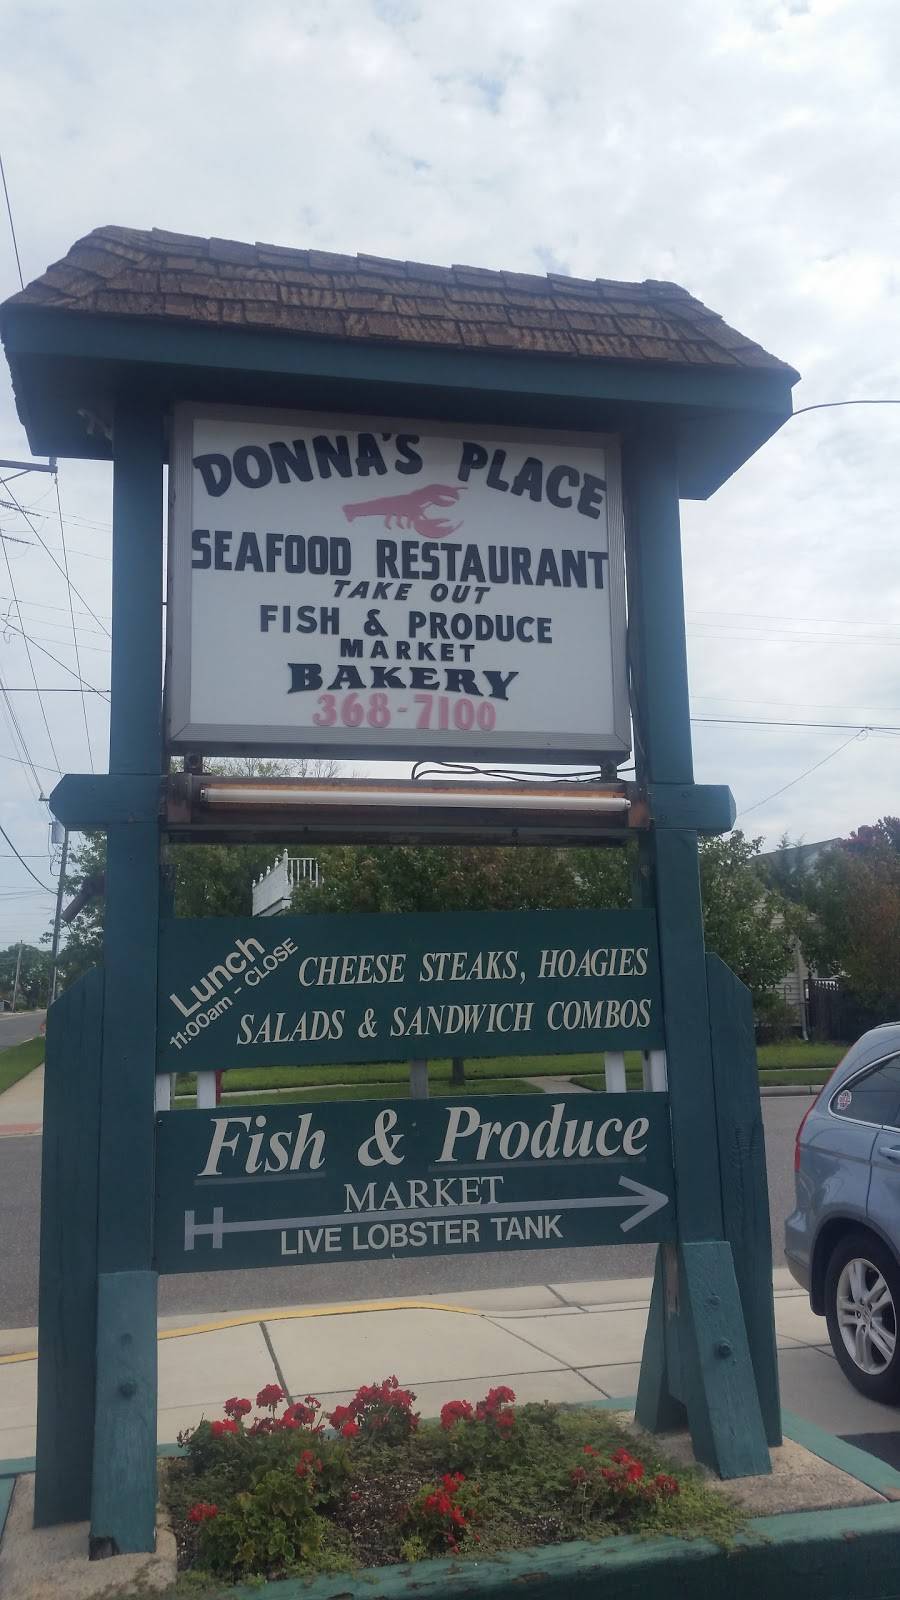 DONNA'S PLACE
SEAFOOD RESTAURANT
TAKE OUT
FISH & PRODUCE
MARKET
BAKERY
368-7100
Lunch
11:00am - CLOSE
CHEESE STEAKS, HOAGIES
SALADS & SANDWICH COMBOS
Fish & Produce
MARKET
LIVE LOBSTER TANK